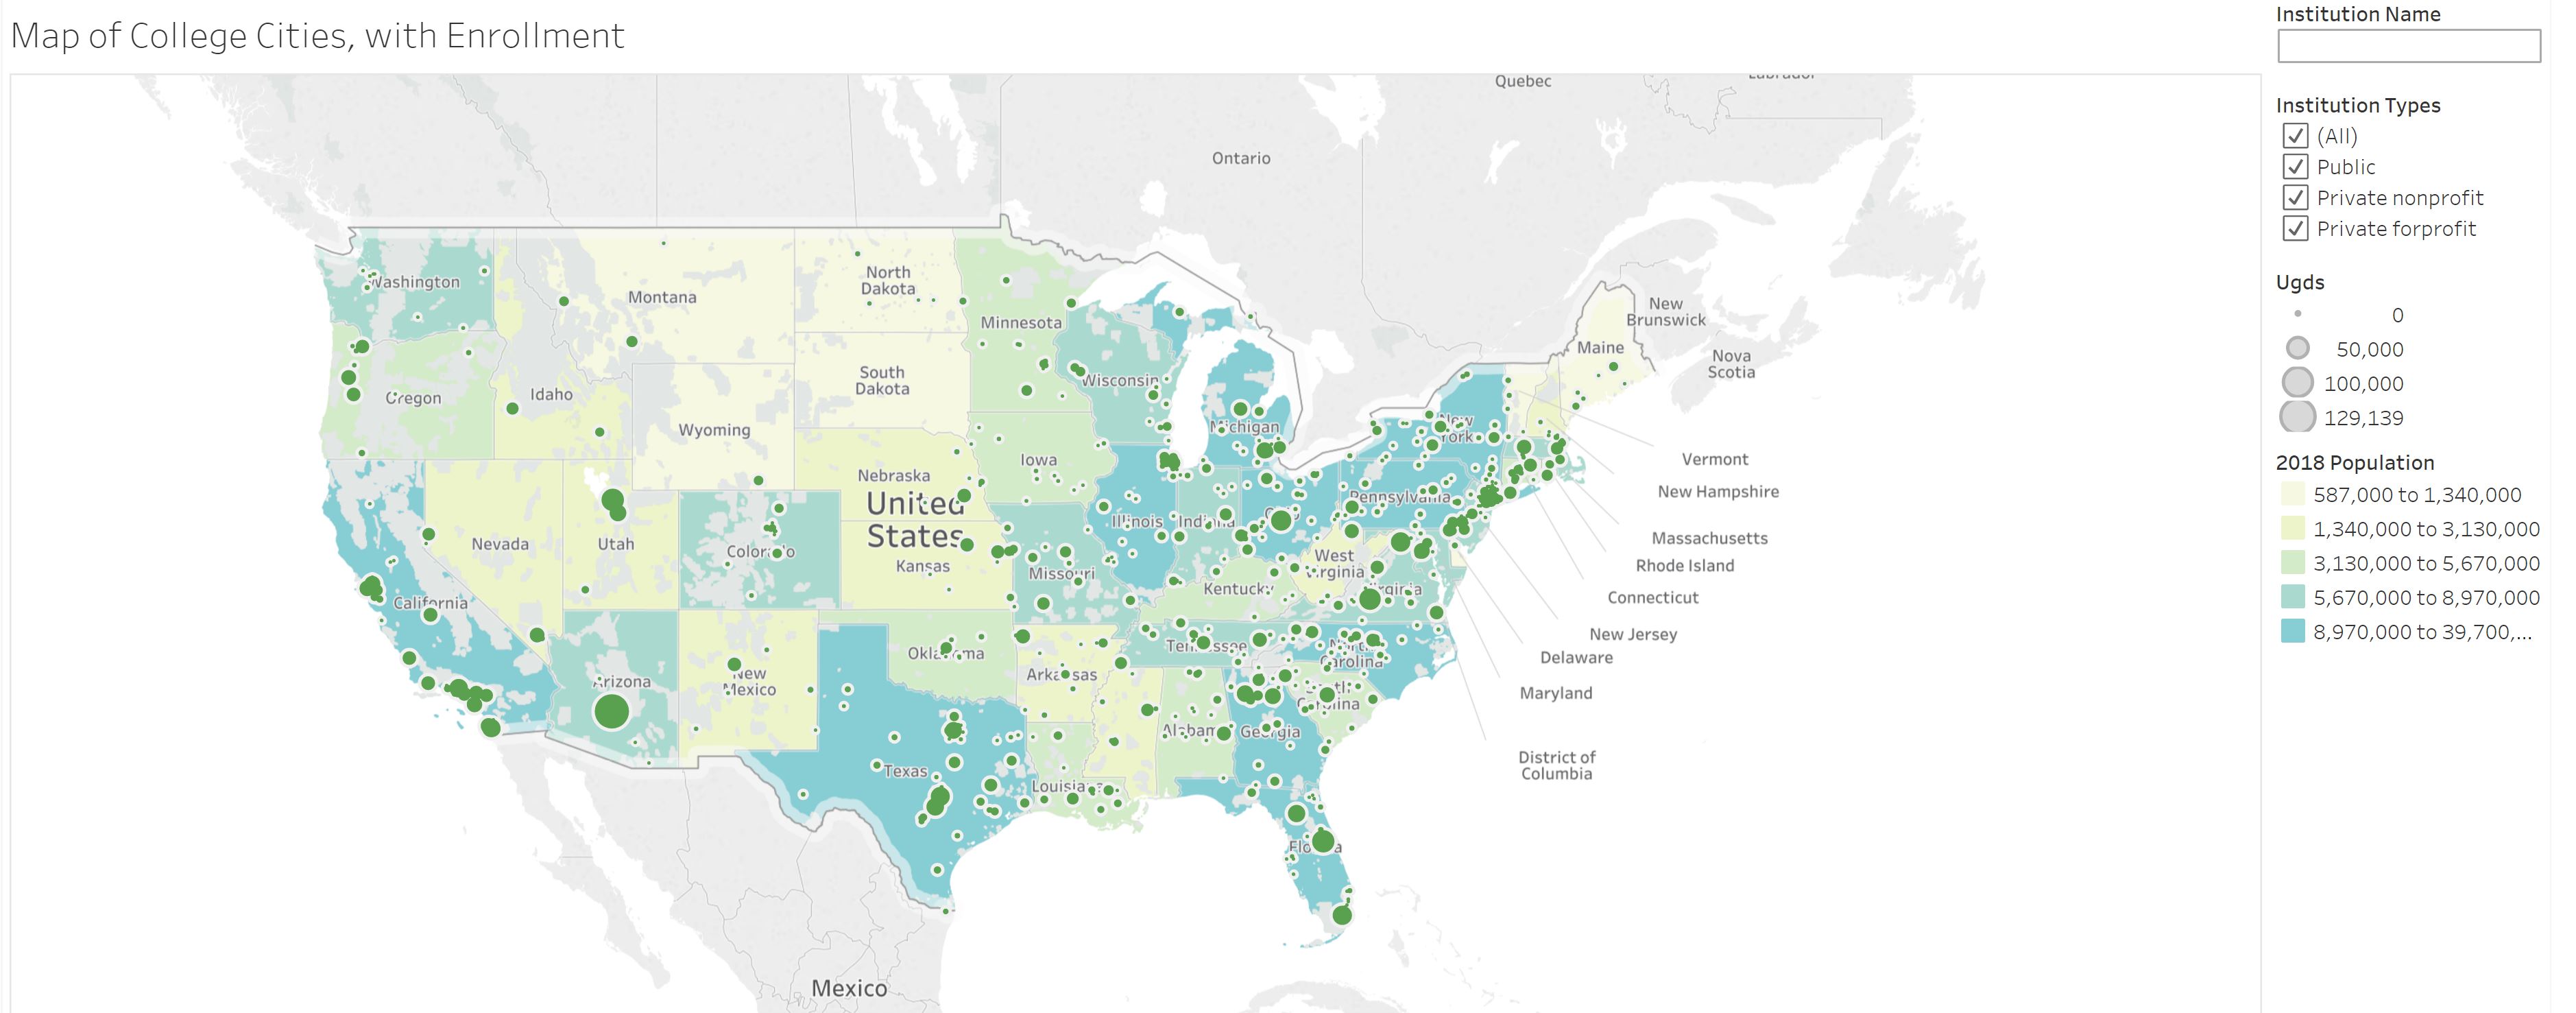 Map of College Cities, with Enrollment
Institution Name
Institution Types
(All)
Public
Private nonprofit
Private forprofit
Ugds
0
50,000
100,000
129,139
2018 Population
587,000 to 1,340,000
1,340,000 to 3,130,000
3,130,000 to 5,670,000
5,670,000 to 8,970,000
8,970,000 to 39,700,...
Quebec
Labrador
Ontario
New
Brunswick
Nova
Scotia
Maine
Washington
Montana
North
Dakota
Minnesota
South
Dakota
Wisconsin
Michigan
New
York
Oregon
Idaho
Wyoming
Iowa
Nebraska
United
States
Vermont
New Hampshire
Massachusetts
Rhode Island
Connecticut
New Jersey
Delaware
Maryland
District of
Columbia
Pennsylvania
Illinois
Indiana
Ohio
Nevada
Utah
Colorado
Kansas
Missouri
West
Virginia
Virginia
Kentucky
California
Arizona
New
Mexico
Oklahoma
Arkansas
Tennessee
North
Carolina
South
Carolina
Alabama
Georgia
Texas
Louisiana
Florida
Mexico